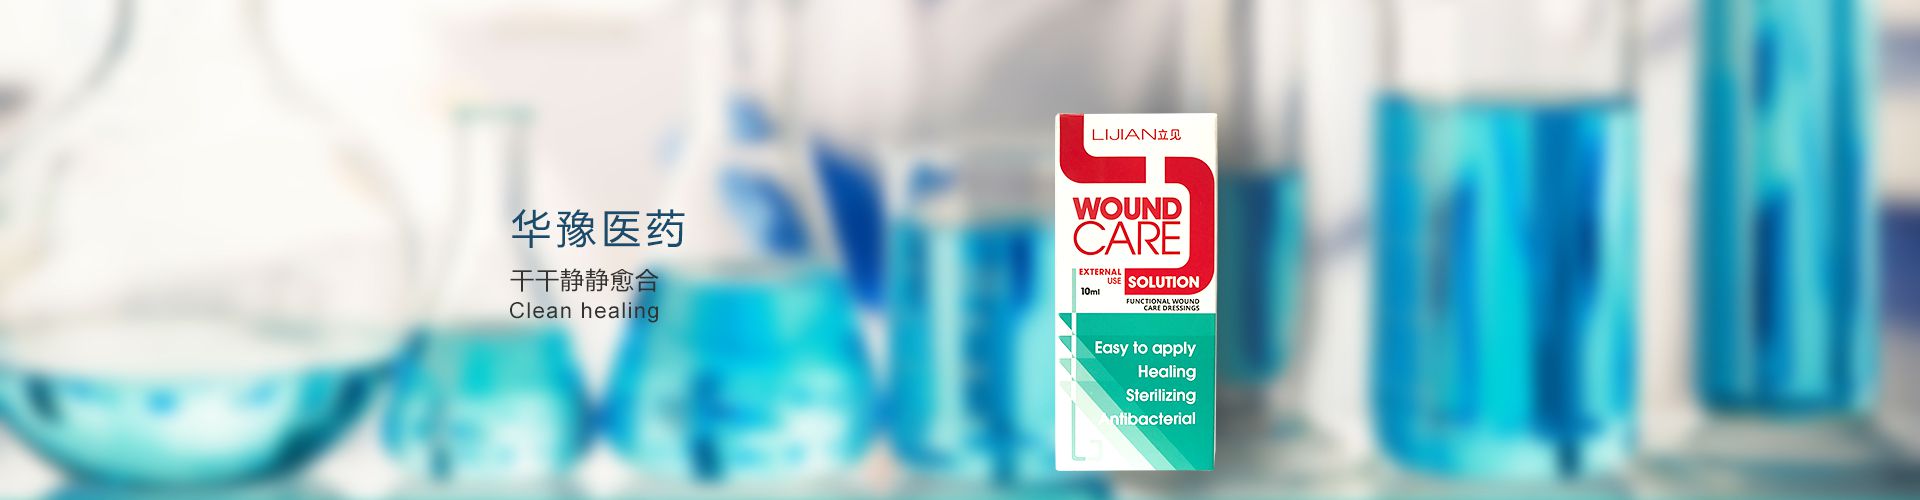 华豫医药
干干静静愈合
Clean healing
LIJIAN立见
WOUND
CARE
EXTERNAL
USE
SOLUTION
10ml
FUNCTIONAL WOUND
CARE DRESSINGS
Easy to apply
Healing
Sterilizing
Antibacterial